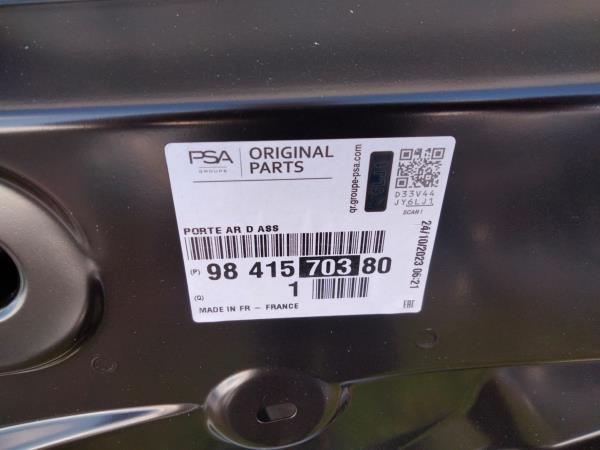 PSA
GROUPE
ORIGINAL
PARTS
qr.groupe-psa.com
D33V44
JY6LJ1
SCAN !
PORTE AR D ASS
(P) 98 415 703 80
(Q) 1
MADE IN FR - FRANCE
24/10/2023 06:21
EAC